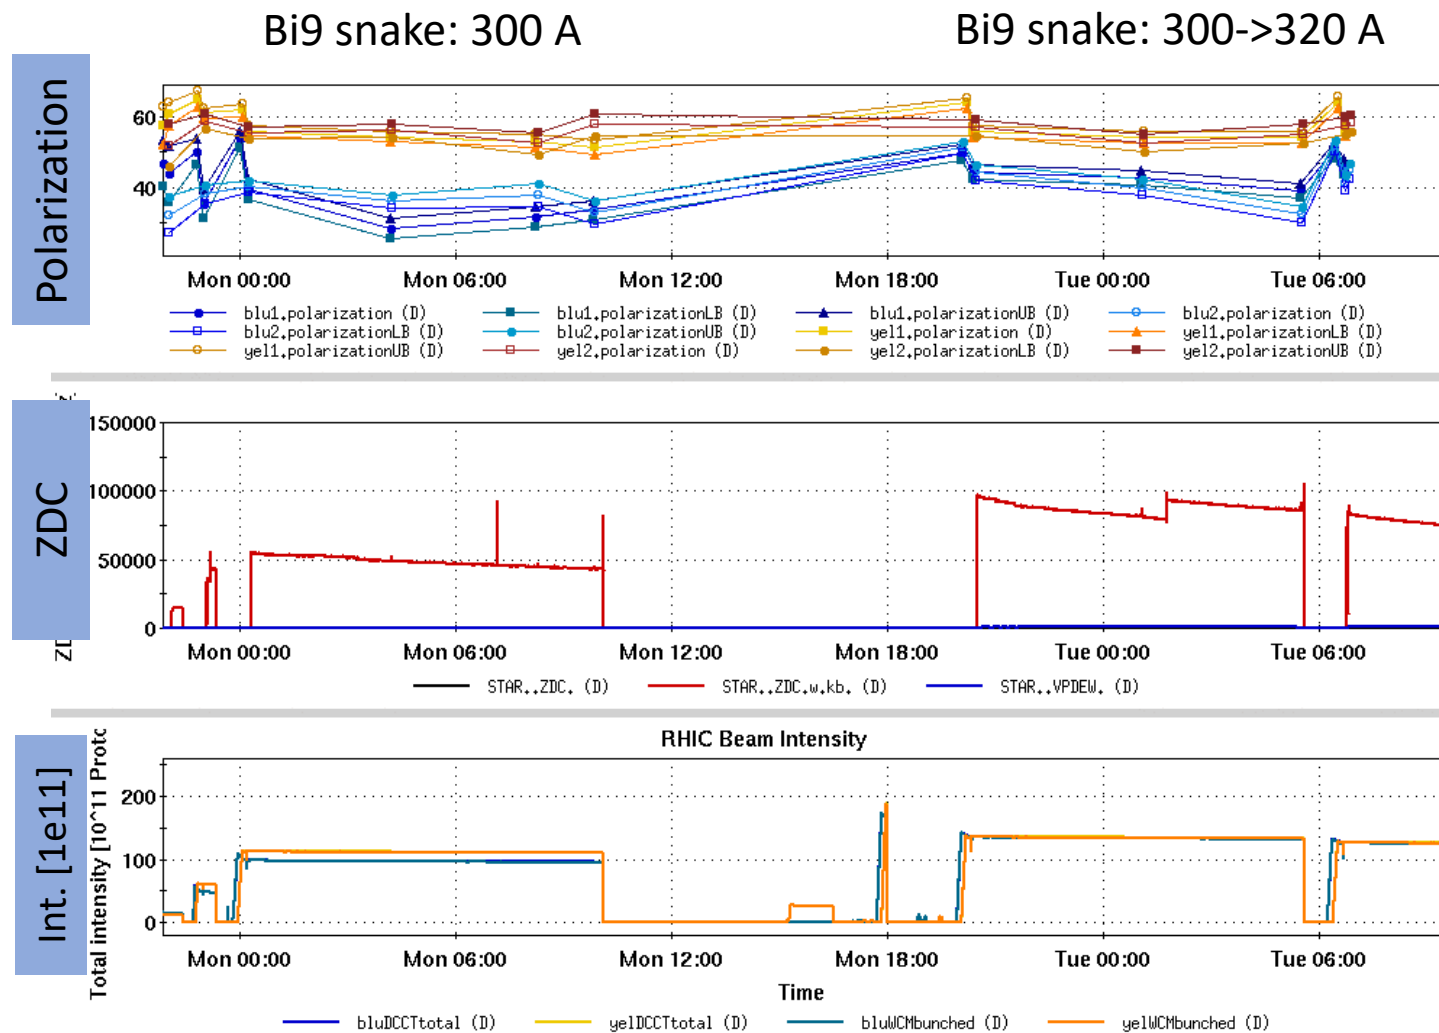 Bi9 snake: 300 A
Bi9 snake: 300->320 A
Polarization
60
40
Mon 00:00 Mon 06:00 Mon 12:00 Mon 18:00 Tue 00:00 Tue 06:00
blu1.polarization (D) blu1.polarizationLB (D) blu1.polarizationUB (D) blu2.polarization (D)
blu2.polarizationLB (D) blu2.polarizationUB (D) yel1.polarization (D) yel1.polarizationLB (D)
yel1.polarizationUB (D) yel2.polarization (D) yel2.polarizationLB (D) yel2.polarizationUB (D)
ZDC
150000
100000
50000
0
Mon 00:00 Mon 06:00 Mon 12:00 Mon 18:00 Tue 00:00 Tue 06:00
STAR..ZDC. (D) STAR..ZDC.w.kb. (D) STAR..VPDEW. (D)
Int. [1e11]
Total intensity [10^11 Proto
RHIC Beam Intensity
200
100
0
Mon 00:00 Mon 06:00 Mon 12:00 Mon 18:00 Tue 00:00 Tue 06:00
Time
bluDCCTtotal (D) yelDCCTtotal (D) bluWCMbunched (D) yelWCMbunched (D)